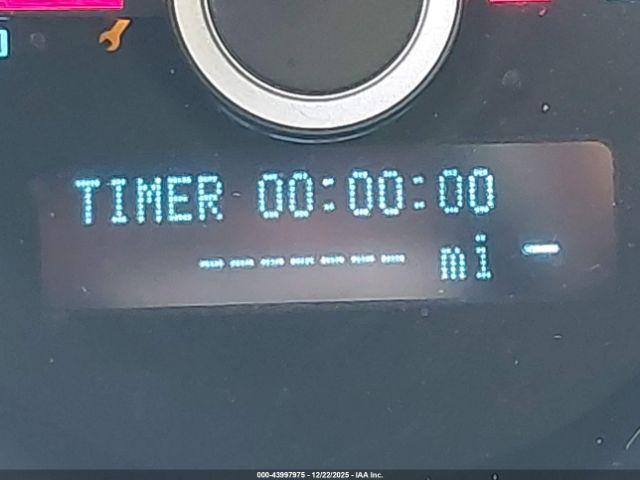 TIMER 00:00:00
------- mi -
000-43997975 - 12/22/2025 - IAA Inc.